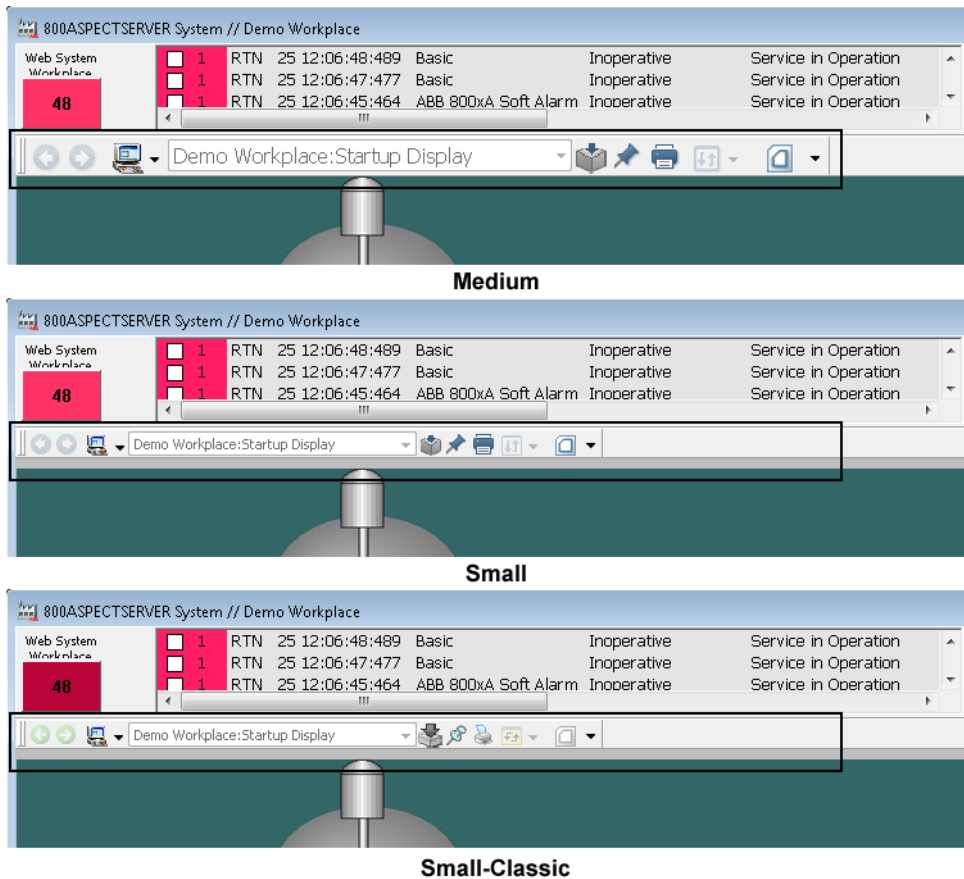 800ASPECTSERVER System // Demo Workplace
Web System
Workplace
48
1 RTN 25 12:06:48:489 Basic Inoperative Service in Operation
1 RTN 25 12:06:47:477 Basic Inoperative Service in Operation
1 RTN 25 12:06:45:464 ABB 800xA Soft Alarm Inoperative Service in Operation
Demo Workplace:Startup Display
Medium
800ASPECTSERVER System // Demo Workplace
Web System
Workplace
48
1 RTN 25 12:06:48:489 Basic Inoperative Service in Operation
1 RTN 25 12:06:47:477 Basic Inoperative Service in Operation
1 RTN 25 12:06:45:464 ABB 800xA Soft Alarm Inoperative Service in Operation
Demo Workplace:Startup Display
Small
800ASPECTSERVER System // Demo Workplace
Web System
Workplace
48
1 RTN 25 12:06:48:489 Basic Inoperative Service in Operation
1 RTN 25 12:06:47:477 Basic Inoperative Service in Operation
1 RTN 25 12:06:45:464 ABB 800xA Soft Alarm Inoperative Service in Operation
Demo Workplace:Startup Display
Small-Classic